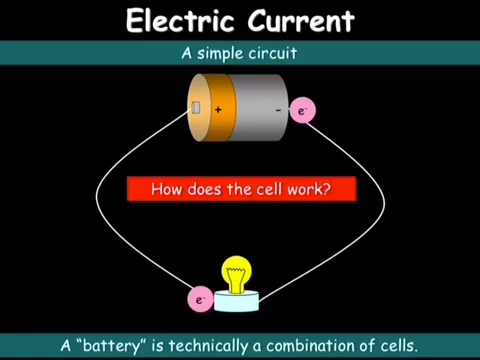 Electric Current
A simple circuit
+ - e-
How does the cell work?
e-
A “battery” is technically a combination of cells.